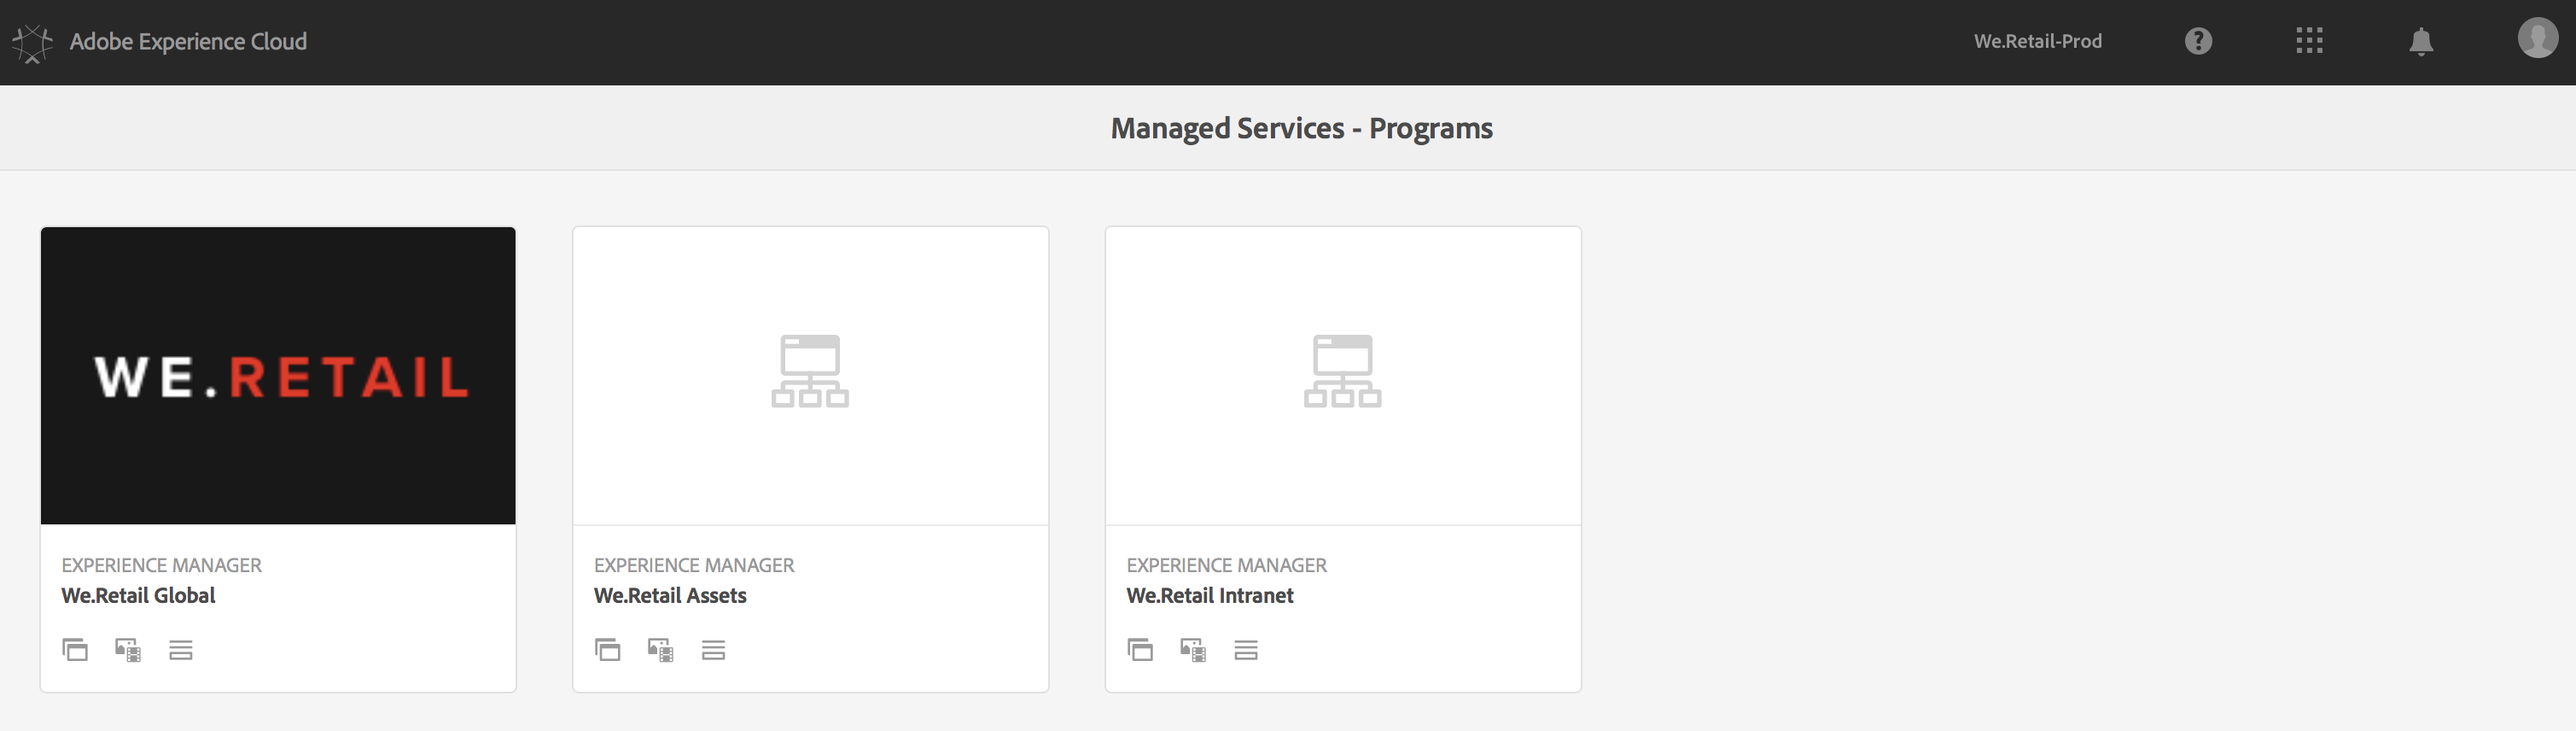 Adobe Experience Cloud
We.Retail-Prod
?
Managed Services - Programs
WE.RETAIL
EXPERIENCE MANAGER
We.Retail Global
EXPERIENCE MANAGER
We.Retail Assets
EXPERIENCE MANAGER
We.Retail Intranet